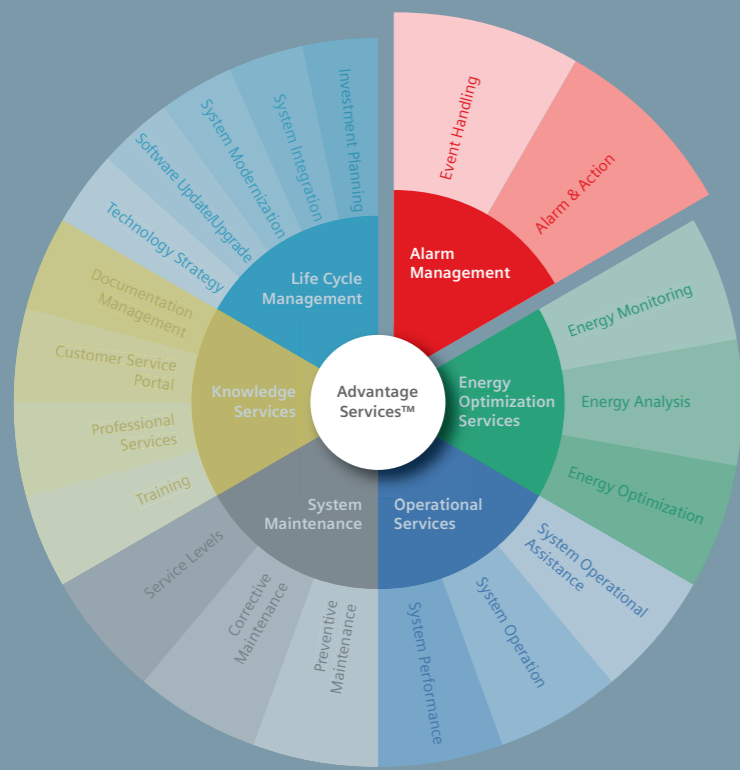 Advantage
Services™
Alarm
Management
Event Handling
Alarm & Action
Energy
Optimization
Services
Energy Monitoring
Energy Analysis
Energy Optimization
Operational
Services
System Operational
Assistance
System Operation
System Performance
System
Maintenance
Preventive
Maintenance
Corrective
Maintenance
Service Levels
Knowledge
Services
Training
Professional
Services
Customer Service
Portal
Documentation
Management
Life Cycle
Management
Technology Strategy
Software Update/Upgrade
System Modernization
System Integration
Investment Planning